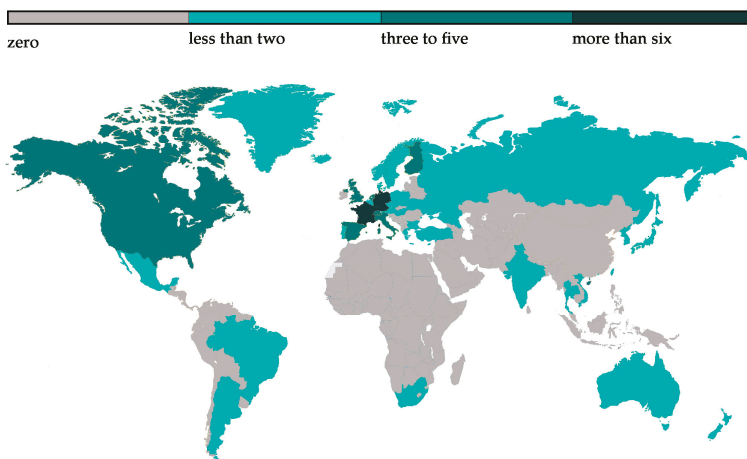 zero
less than two
three to five
more than six